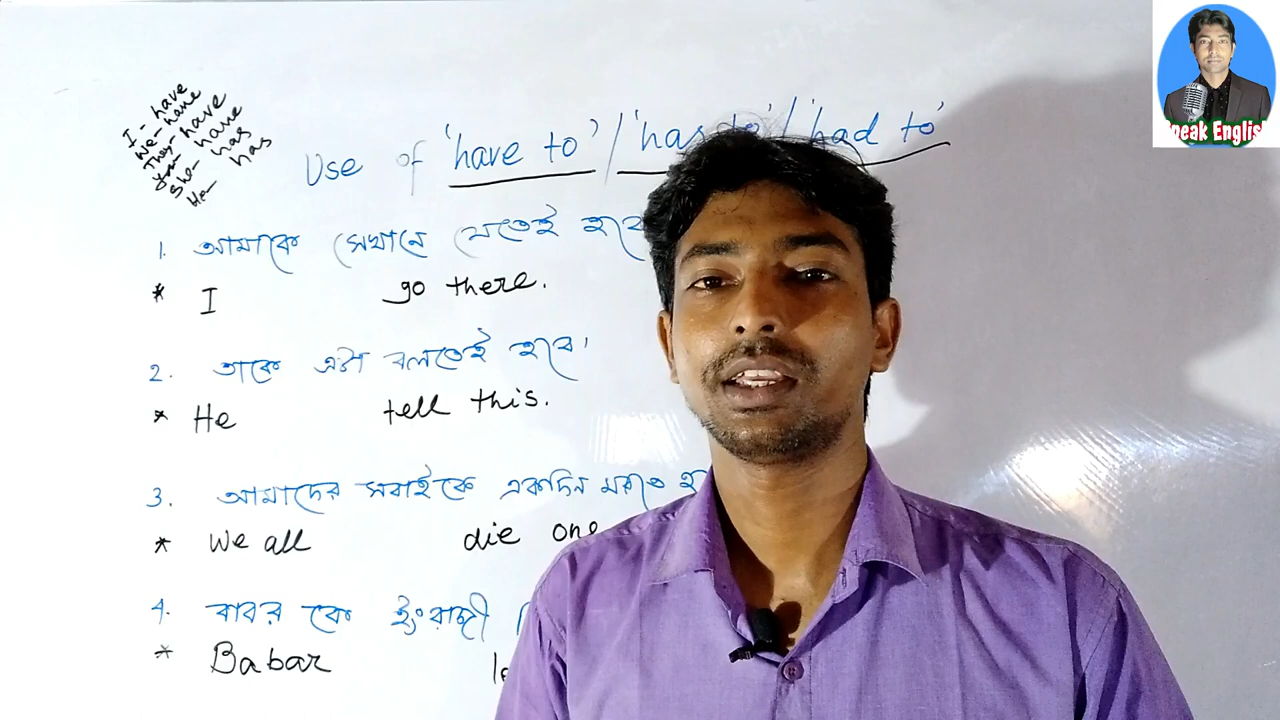 I - have
We - have
They - have
you - have
She - has
He - has
Use of 'have to' / 'has to' / 'had to'
1. আমাকে সেখানে যেতেই হবে
* I go there.
2. তাকে এটা বলতেই হবে।
* He tell this.
3. আমাদের সবাইকে একদিন মরতে
* We all die one
4. বাবর কে ইংরাজী
* Babar
Speak English